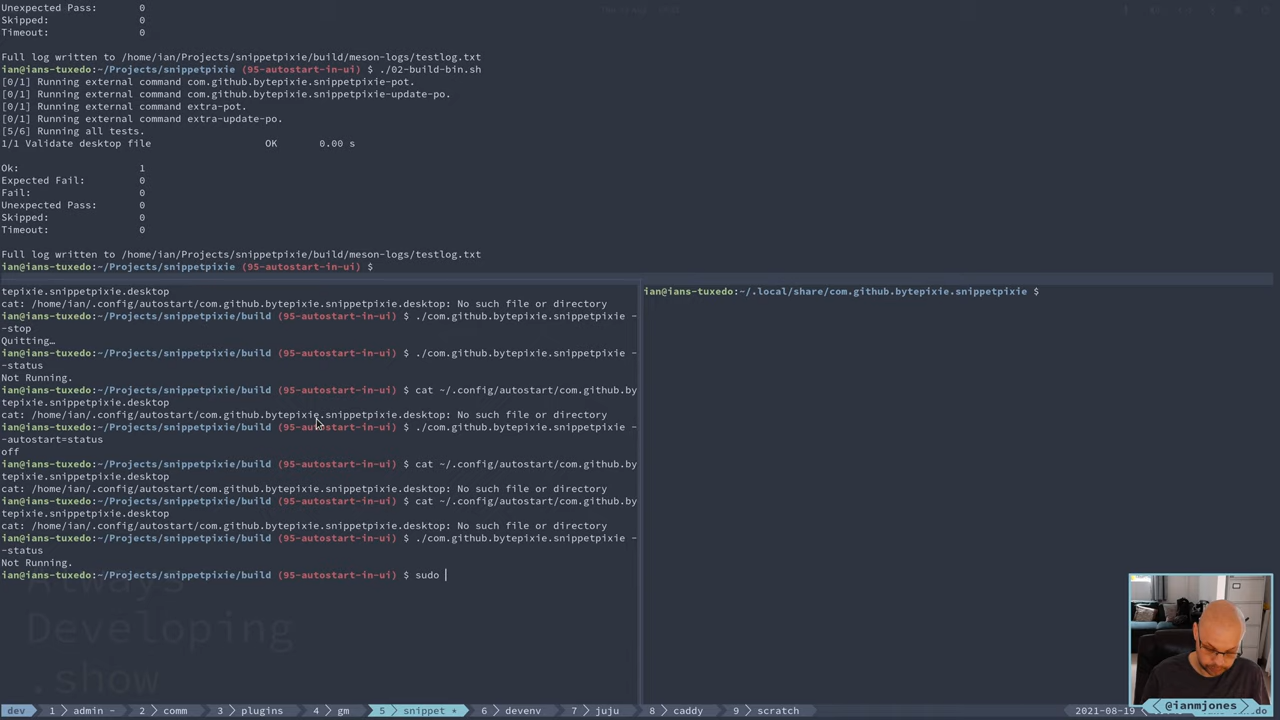 Unexpected Pass: 0
Skipped: 0
Timeout: 0
Full log written to /home/ian/Projects/snippetpixie/build/meson-logs/testlog.txt
ian@ians-tuxedo:~/Projects/snippetpixie (95-autostart-in-ui) $ ./02-build-bin.sh
[0/1] Running external command com.github.bytepixie.snippetpixie-pot.
[0/1] Running external command com.github.bytepixie.snippetpixie-update-po.
[0/1] Running external command extra-pot.
[0/1] Running external command extra-update-po.
[5/6] Running all tests.
1/1 Validate desktop file OK 0.00 s
Ok: 1
Expected Fail: 0
Fail: 0
Unexpected Pass: 0
Skipped: 0
Timeout: 0
Full log written to /home/ian/Projects/snippetpixie/build/meson-logs/testlog.txt
ian@ians-tuxedo:~/Projects/snippetpixie (95-autostart-in-ui) $
tepixie.snippetpixie.desktop
cat: /home/ian/.config/autostart/com.github.bytepixie.snippetpixie.desktop: No such file or directory
ian@ians-tuxedo:~/Projects/snippetpixie/build (95-autostart-in-ui) $ ./com.github.bytepixie.snippetpixie -
-stop
Quitting…
ian@ians-tuxedo:~/Projects/snippetpixie/build (95-autostart-in-ui) $ ./com.github.bytepixie.snippetpixie -
-status
Not Running.
ian@ians-tuxedo:~/Projects/snippetpixie/build (95-autostart-in-ui) $ cat ~/.config/autostart/com.github.by
tepixie.snippetpixie.desktop
cat: /home/ian/.config/autostart/com.github.bytepixie.snippetpixie.desktop: No such file or directory
ian@ians-tuxedo:~/Projects/snippetpixie/build (95-autostart-in-ui) $ ./com.github.bytepixie.snippetpixie -
-autostart=status
off
ian@ians-tuxedo:~/Projects/snippetpixie/build (95-autostart-in-ui) $ cat ~/.config/autostart/com.github.by
tepixie.snippetpixie.desktop
cat: /home/ian/.config/autostart/com.github.bytepixie.snippetpixie.desktop: No such file or directory
ian@ians-tuxedo:~/Projects/snippetpixie/build (95-autostart-in-ui) $ cat ~/.config/autostart/com.github.by
tepixie.snippetpixie.desktop
cat: /home/ian/.config/autostart/com.github.bytepixie.snippetpixie.desktop: No such file or directory
ian@ians-tuxedo:~/Projects/snippetpixie/build (95-autostart-in-ui) $ ./com.github.bytepixie.snippetpixie -
-status
Not Running.
ian@ians-tuxedo:~/Projects/snippetpixie/build (95-autostart-in-ui) $ sudo
ian@ians-tuxedo:~/.local/share/com.github.bytepixie.snippetpixie $
Always
Developing
.show
< @ianmjones >
dev 1 > admin - 2 > comm 3 > plugins 4 > gm 5 > snippet * 6 > devenv 7 > juju 8 > caddy 9 > scratch 2021-08-19